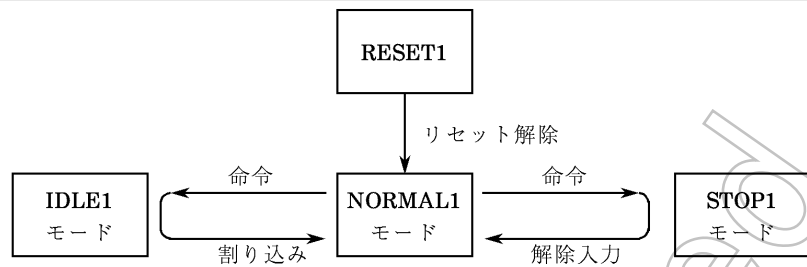 RESET1
リセット解除
命令
命令
IDLE1
モード
NORMAL1
モード
STOP1
モード
割り込み
解除入力